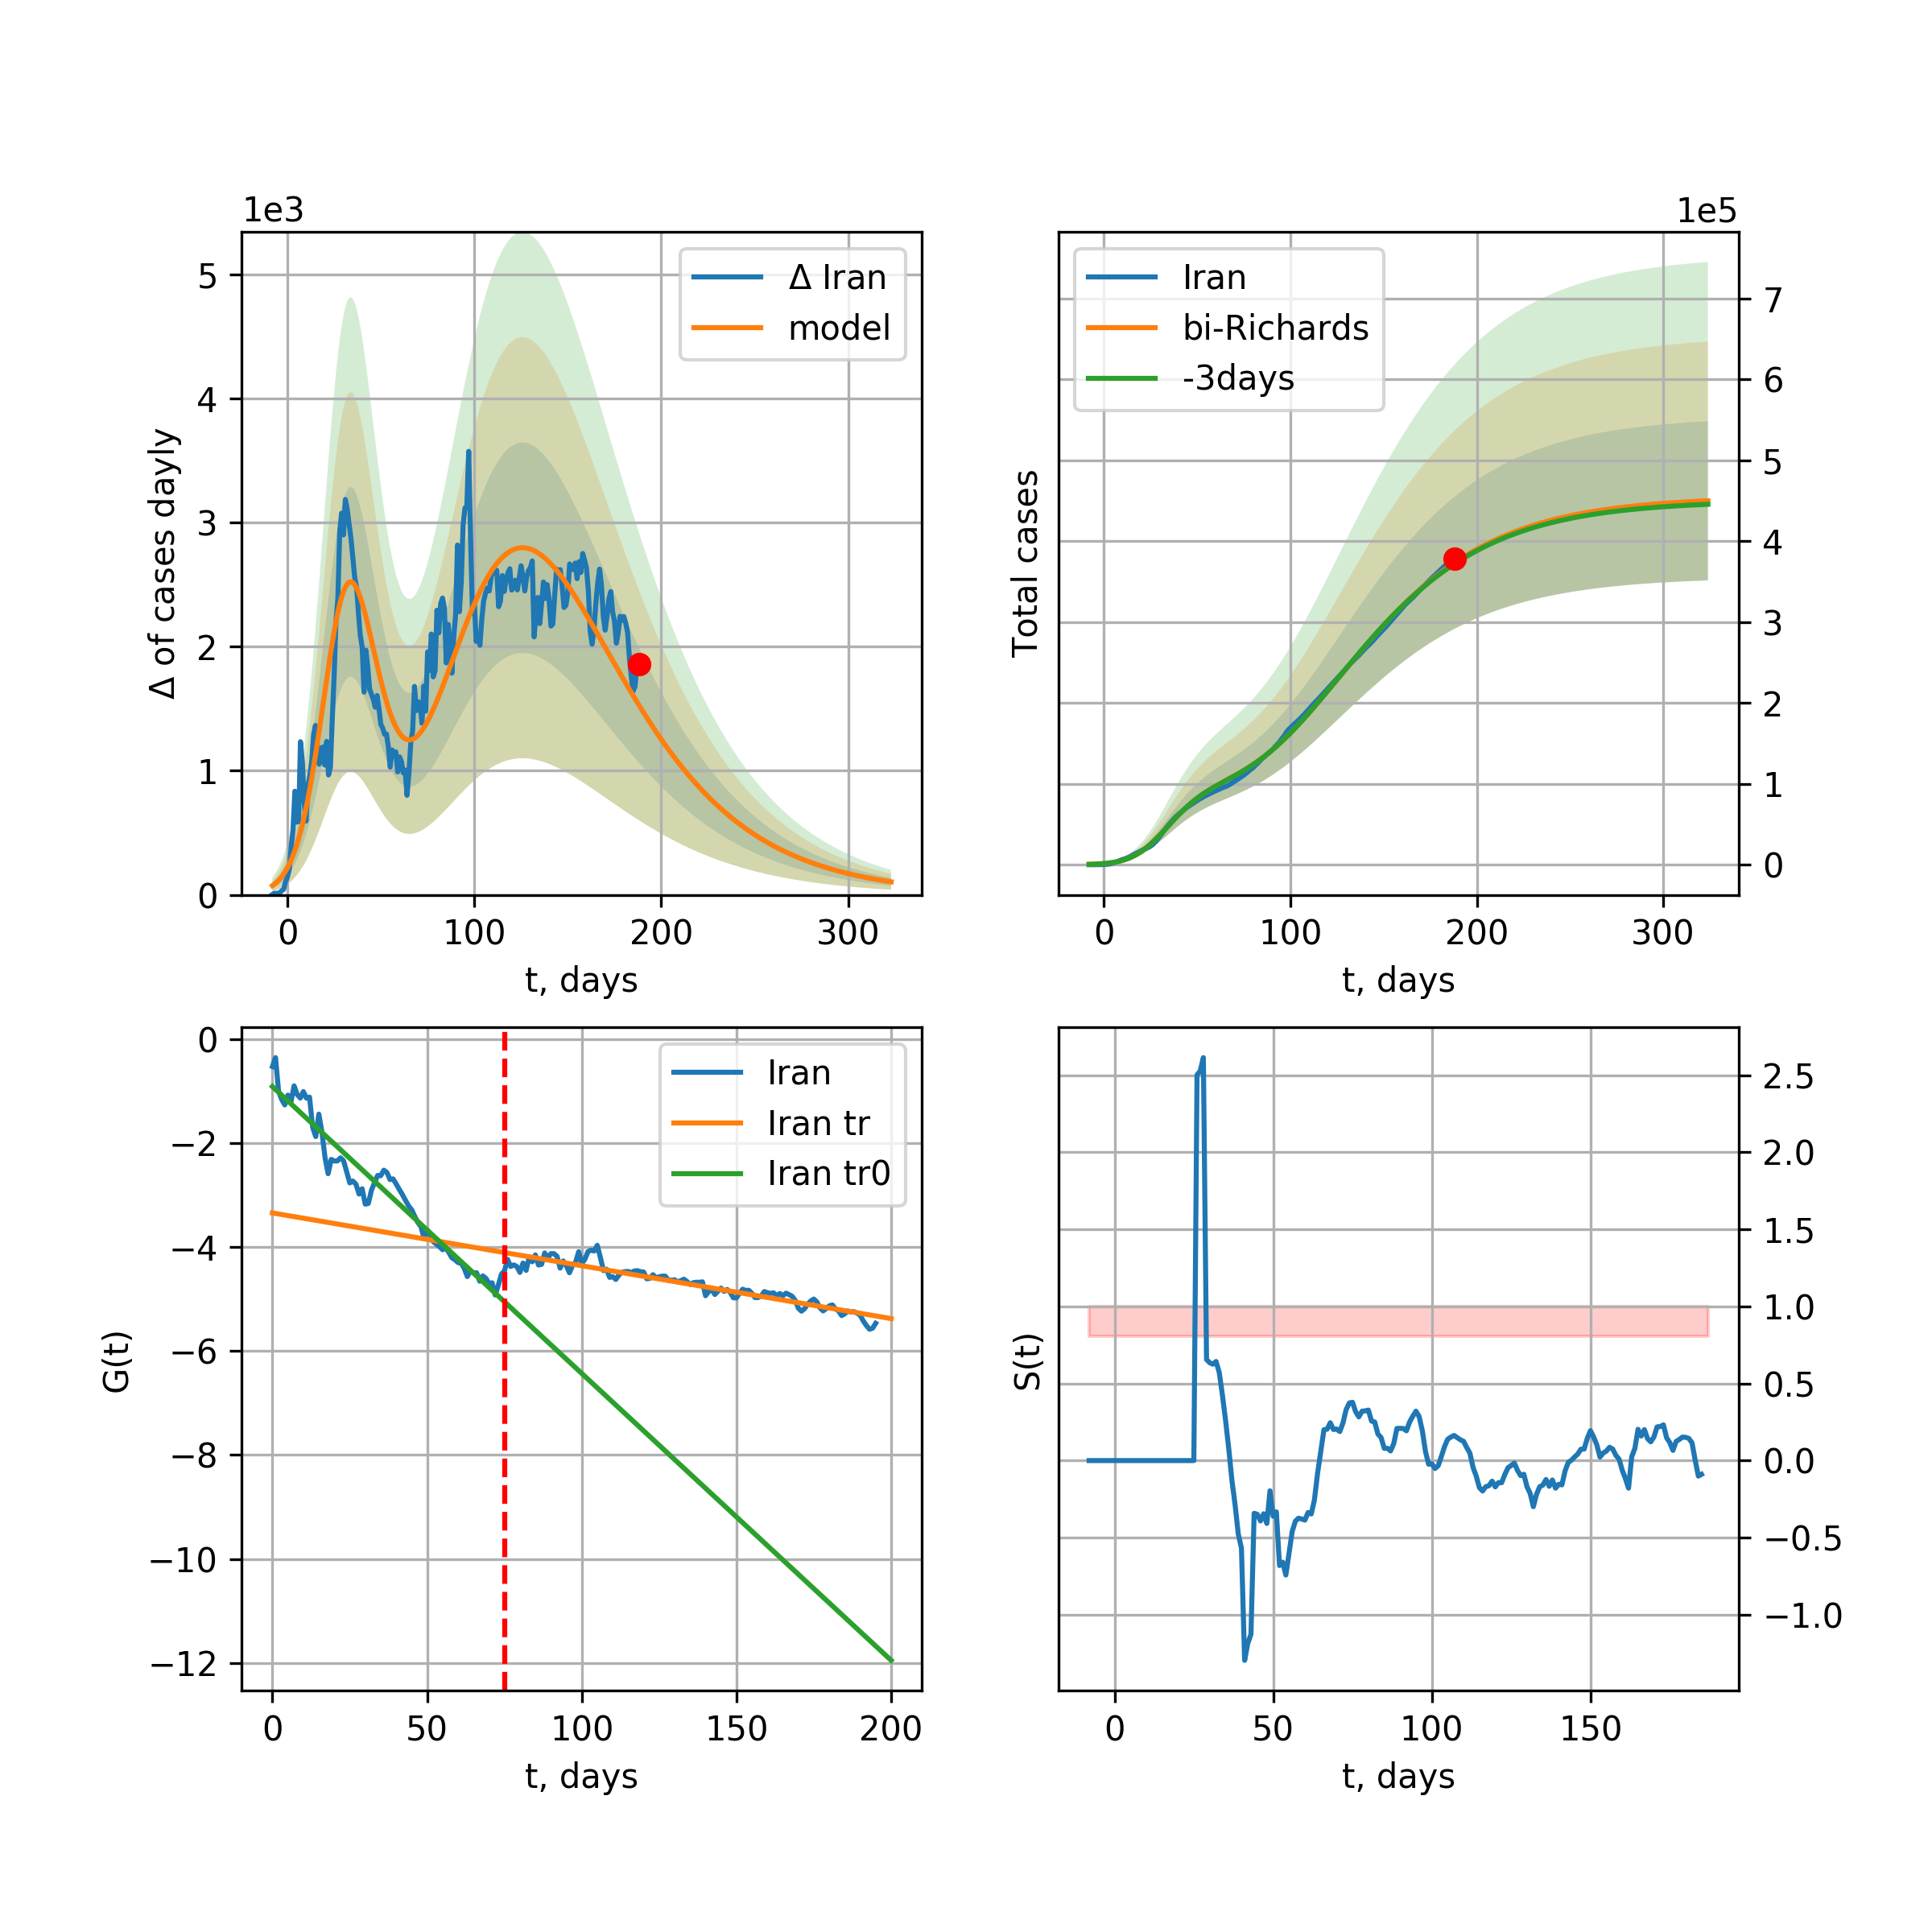 1e3
Δ of cases dayly
5
4
3
2
1
0
0 100 200 300
t, days
Δ Iran
model
1e5
Total cases
7
6
5
4
3
2
1
0
0 100 200 300
t, days
Iran
bi-Richards
-3days
G(t)
0
−2
−4
−6
−8
−10
−12
0 50 100 150 200
t, days
Iran
Iran tr
Iran tr0
S(t)
2.5
2.0
1.5
1.0
0.5
0.0
−0.5
−1.0
0 50 100 150
t, days